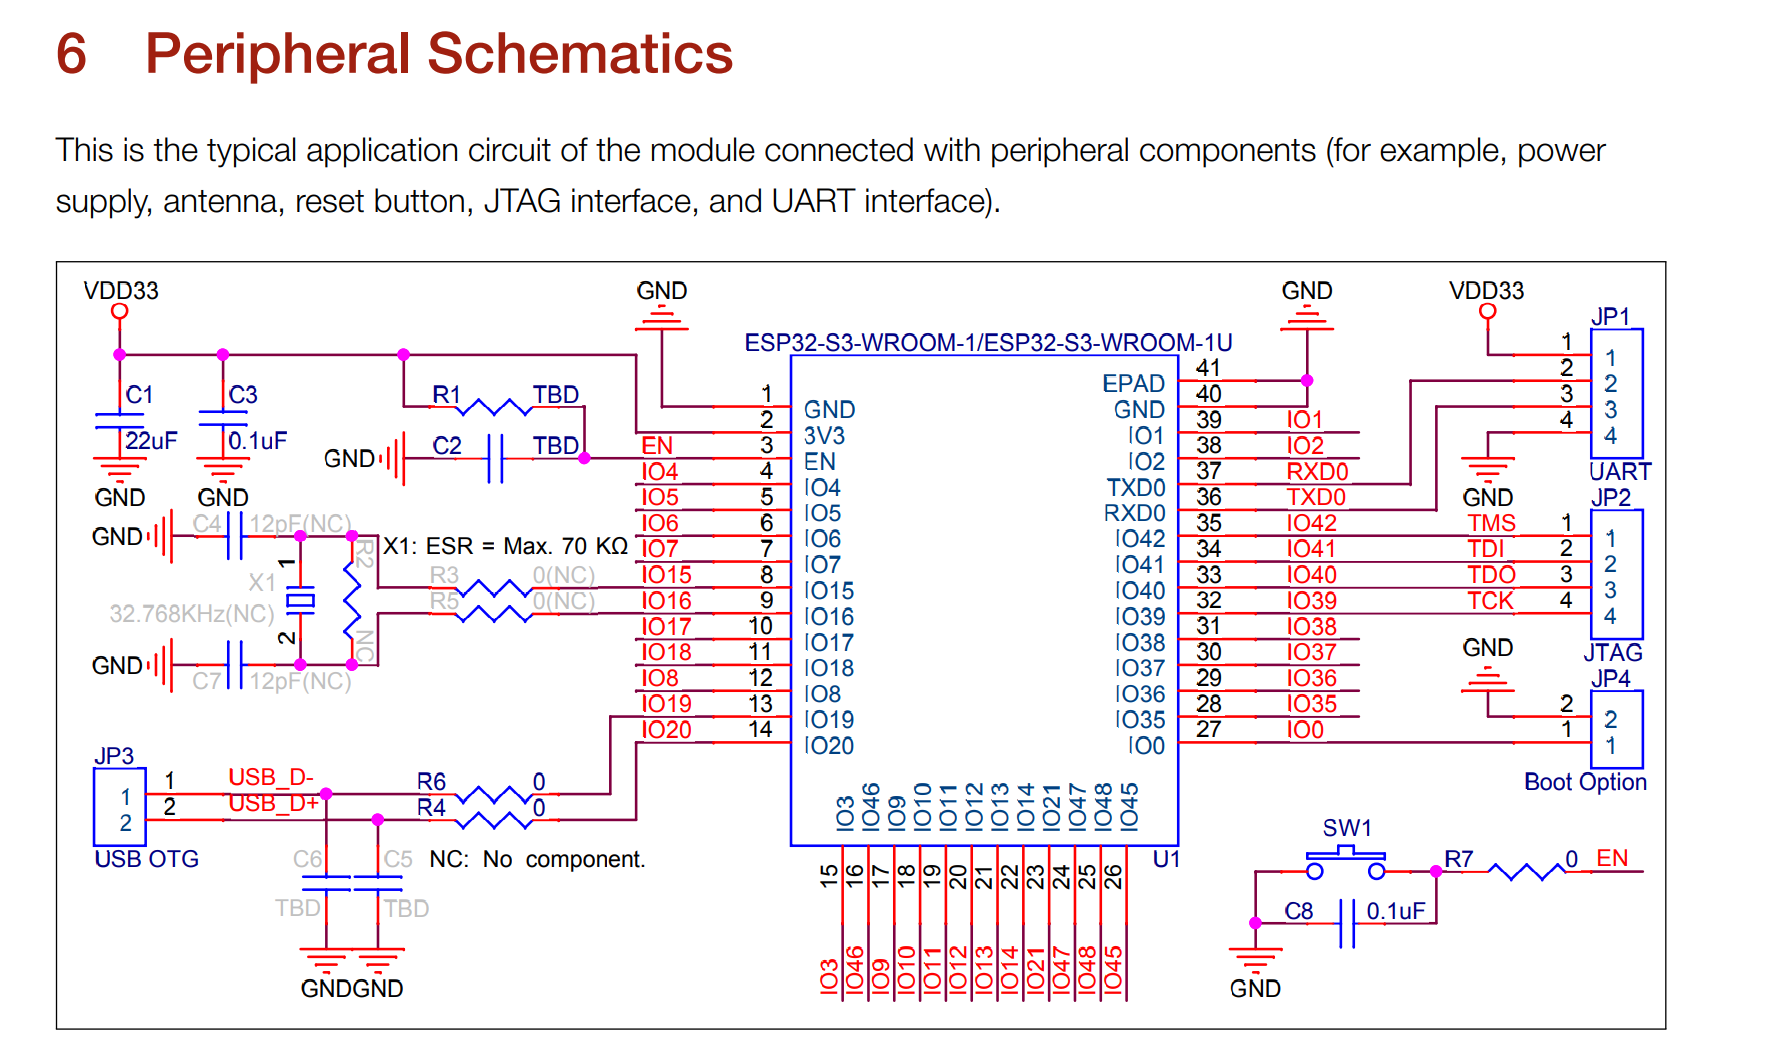 6 Peripheral Schematics
This is the typical application circuit of the module connected with peripheral components (for example, power
supply, antenna, reset button, JTAG interface, and UART interface).
VDD33
GND
GND
VDD33
JP1
ESP32-S3-WROOM-1/ESP32-S3-WROOM-1U
C1
22uF
GND
C3
0.1uF
GND
R1 TBD
GND C2 TBD
GND C4 12pF(NC)
X1
1
2
32.768KHz(NC)
R2
NC
X1: ESR = Max. 70 KΩ
R3 0(NC)
R5 0(NC)
GND C7 12pF(NC)
1 GND
2 3V3
EN 3 EN
IO4 4 IO4
IO5 5 IO5
IO6 6 IO6
IO7 7 IO7
IO15 8 IO15
IO16 9 IO16
IO17 10 IO17
IO18 11 IO18
IO8 12 IO8
IO19 13 IO19
IO20 14 IO20
EPAD 41
GND 40
IO1 39 IO1
IO2 38 IO2
TXD0 37 RXD0
RXD0 36 TXD0
IO42 35 IO42 TMS
IO41 34 IO41 TDI
IO40 33 IO40 TDO
IO39 32 IO39 TCK
IO38 31 IO38
IO37 30 IO37
IO36 29 IO36
IO35 28 IO35
IO0 27 IO0
1 1
2 2
3 3
4 4
UART
GND
JP2
1 1
2 2
3 3
4 4
JTAG
GND
JP4
2 2
1 1
Boot Option
JP3
1 1 USB_D- R6 0
2 2 USB_D+ R4 0
USB OTG
C6
TBD
C5
TBD
NC: No component.
GND GND
IO3 IO46 IO9 IO10 IO11 IO12 IO13 IO14 IO21 IO47 IO48 IO45
U1
15 16 17 18 19 20 21 22 23 24 25 26
IO3 IO46 IO9 IO10 IO11 IO12 IO13 IO14 IO21 IO47 IO48 IO45
SW1
R7 0 EN
C8 0.1uF
GND